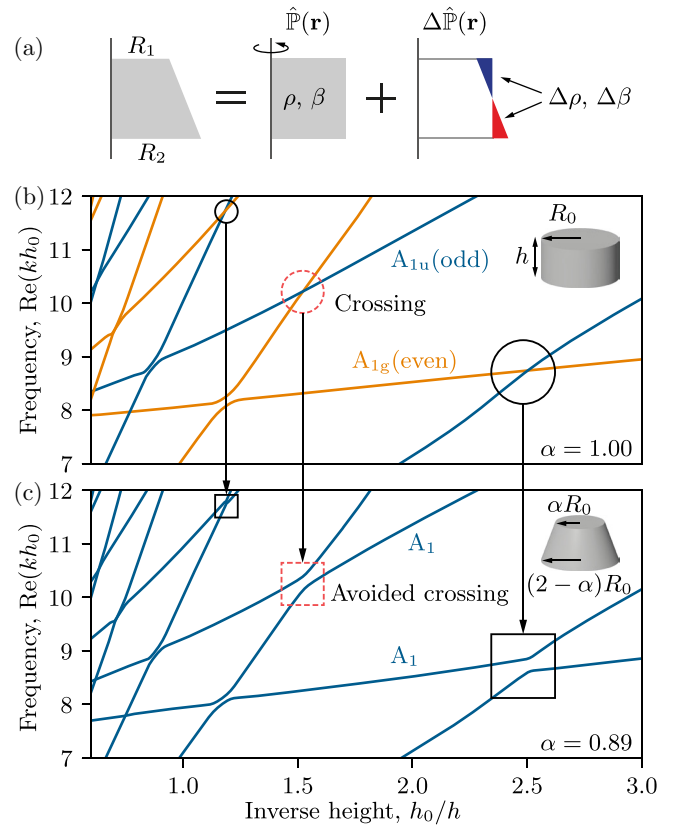 (a)
R₁
R₂
=
P̂(r)
ρ, β
+
ΔP̂(r)
Δρ, Δβ
(b)
Frequency, Re(kh₀)
12
11
10
9
8
7
A₁ᵤ(odd)
Crossing
A₁g(even)
R₀
h
α = 1.00
(c)
Frequency, Re(kh₀)
12
11
10
9
8
7
A₁
Avoided crossing
A₁
αR₀
(2 − α)R₀
α = 0.89
1.0 1.5 2.0 2.5 3.0
Inverse height, h₀/h